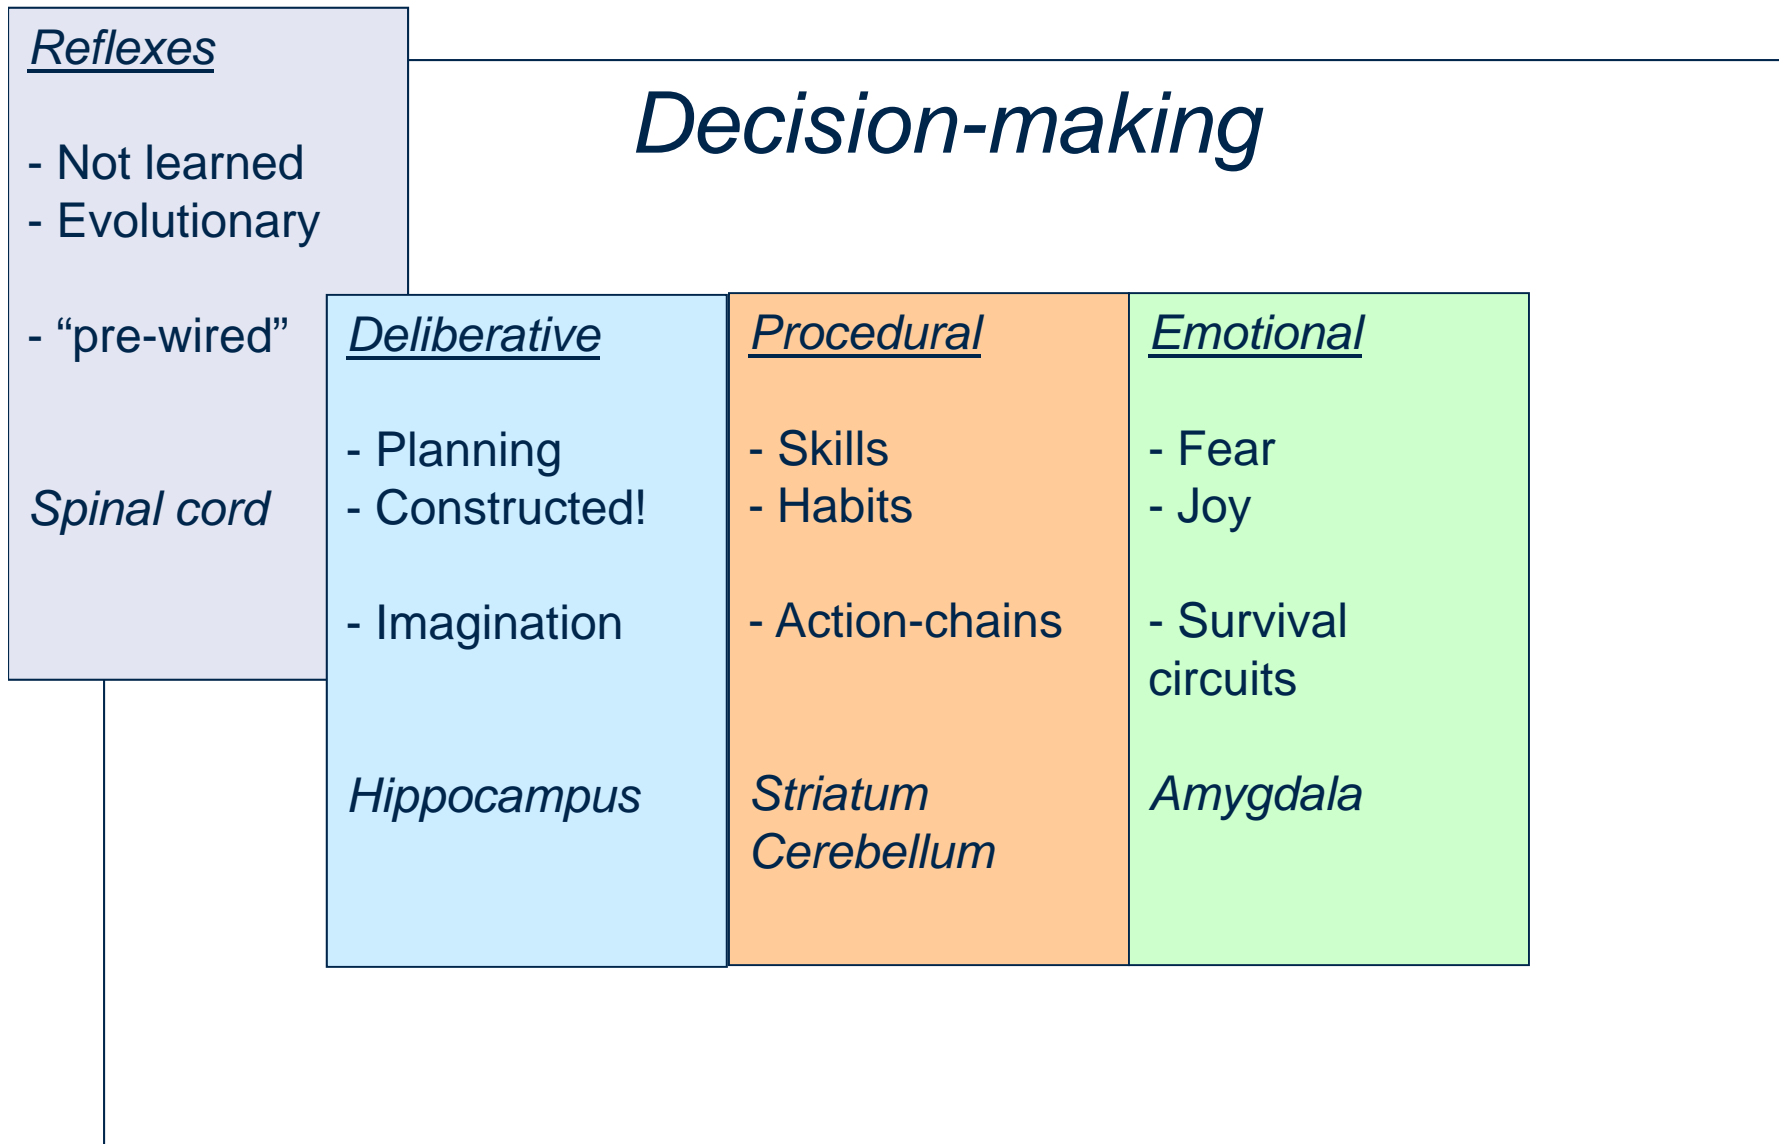 Reflexes
- Not learned
- Evolutionary
- “pre-wired”
Spinal cord
Decision-making
Deliberative
- Planning
- Constructed!
- Imagination
Hippocampus
Procedural
- Skills
- Habits
- Action-chains
Striatum
Cerebellum
Emotional
- Fear
- Joy
- Survival
circuits
Amygdala